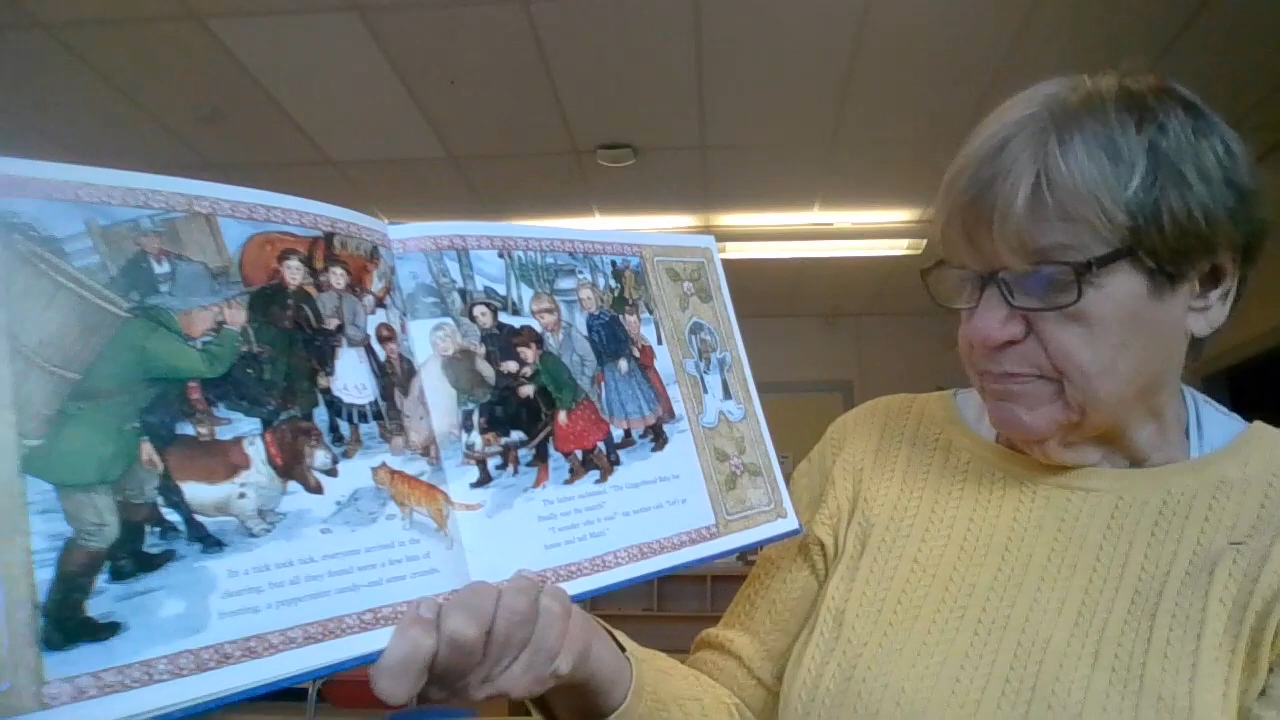 In a tick tock tick, everyone arrived in the
clearing, but all they found were a few bits of
frosting, a peppermint candy—and some crumbs.
The father exclaimed, "The Gingerbread Baby has
finally met his match!"
"I wonder who it was?" his mother said. "Let's go
home and tell Matti."